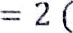 = 2 (